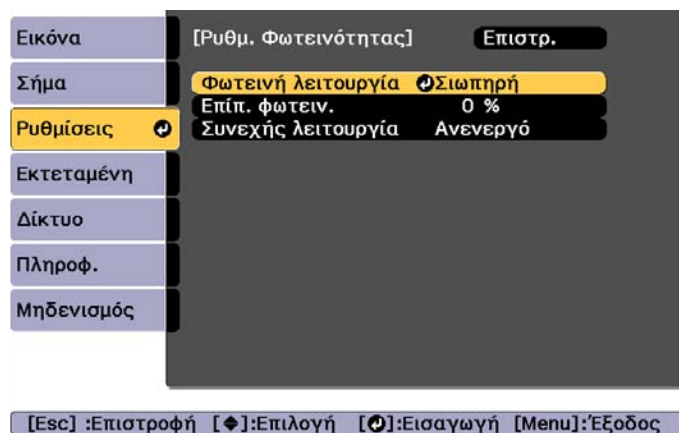 Εικόνα
Σήμα
Ρυθμίσεις
Εκτεταμένη
Δίκτυο
Πληροφ.
Μηδενισμός
[Ρυθμ. Φωτεινότητας] Επιστρ.
Φωτεινή λειτουργία Σιωπηρή
Επίπ. φωτειν. 0 %
Συνεχής λειτουργία Ανενεργό
[Esc] :Επιστροφή [◆]:Επιλογή [⏎]:Εισαγωγή [Menu]:Έξοδος